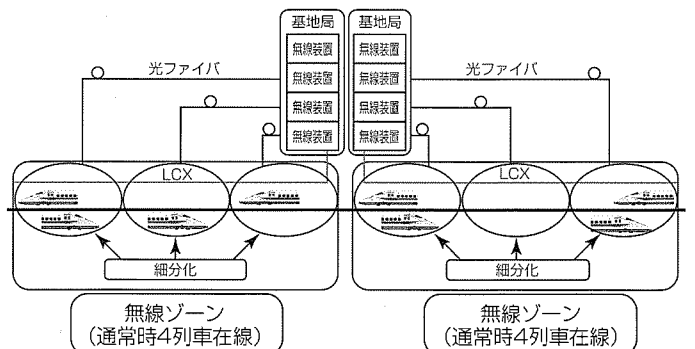 基地局
基地局
無線装置
無線装置
無線装置
無線装置
無線装置
無線装置
無線装置
無線装置
光ファイバ
光ファイバ
LCX
LCX
細分化
細分化
無線ゾーン
(通常時4列車在線)
無線ゾーン
(通常時4列車在線)